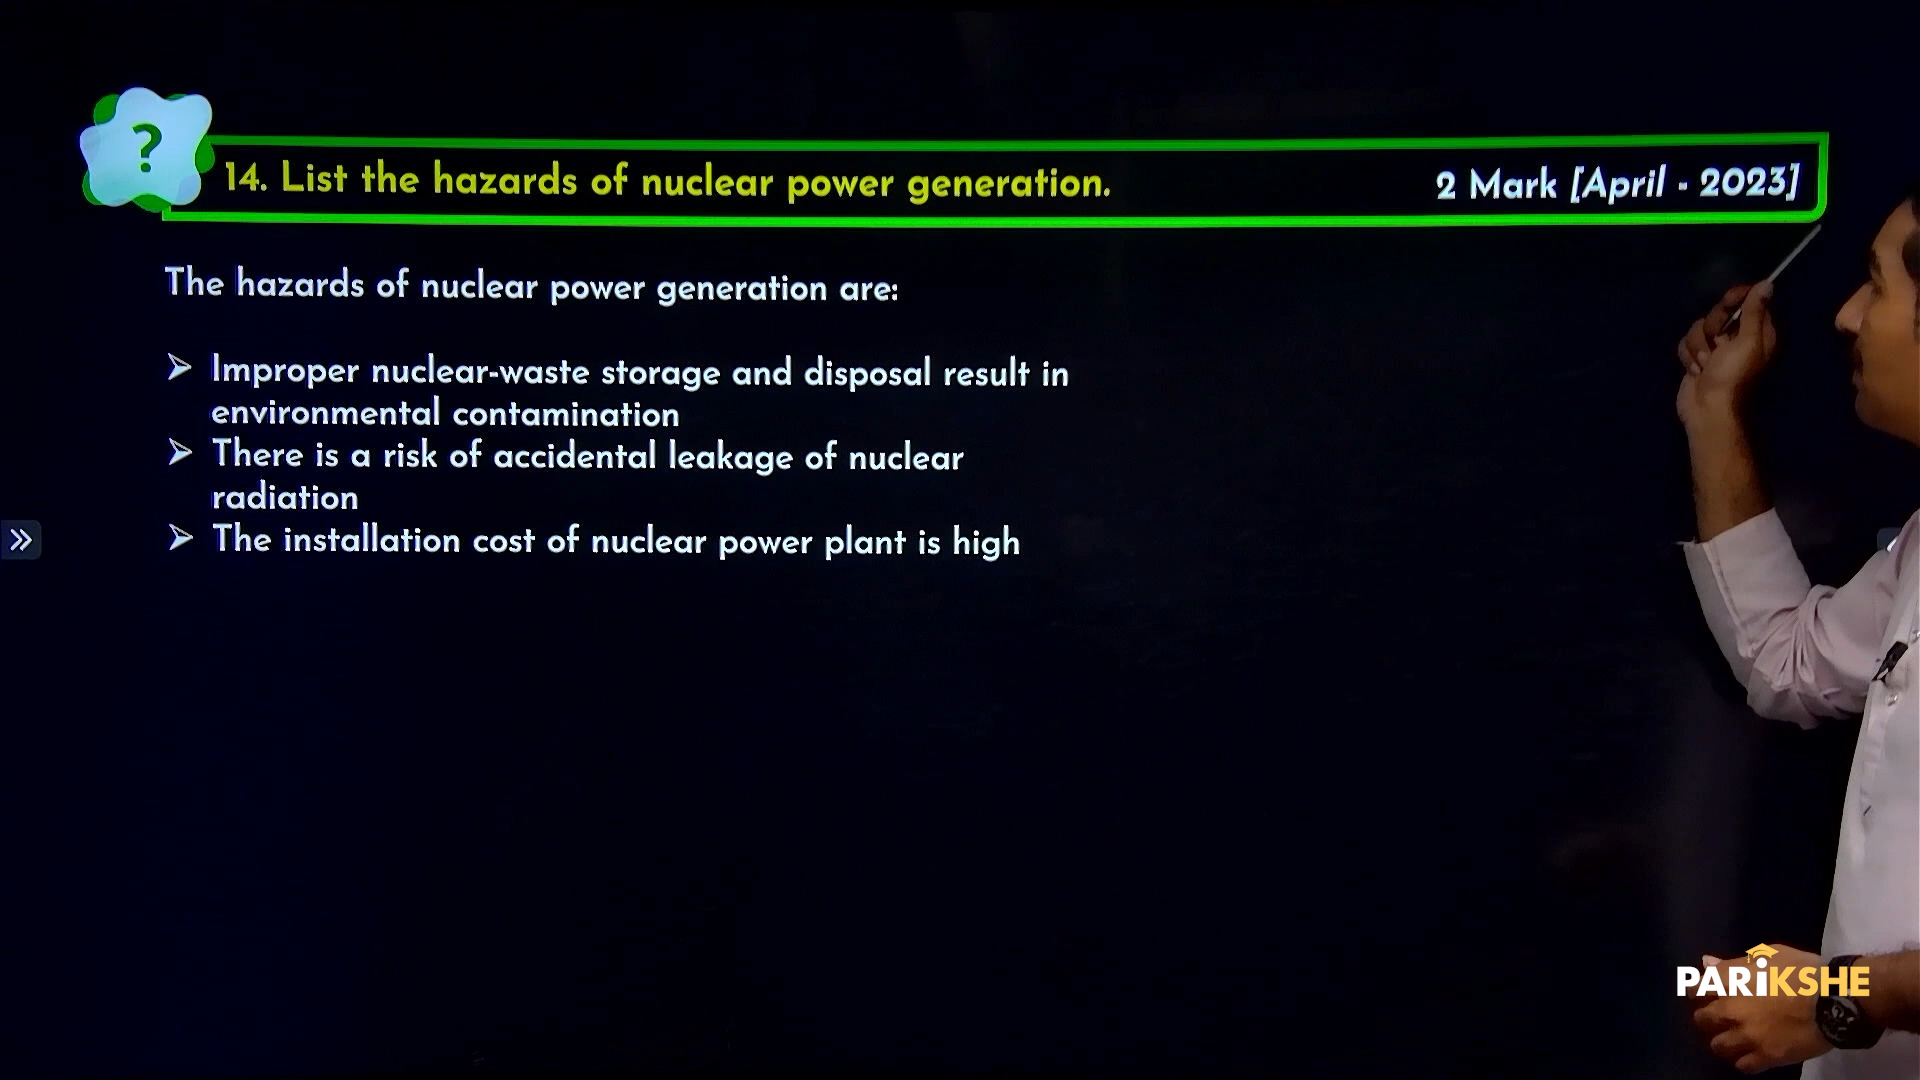 ?
14. List the hazards of nuclear power generation. 2 Mark [April - 2023]
The hazards of nuclear power generation are:
➢ Improper nuclear-waste storage and disposal result in
environmental contamination
➢ There is a risk of accidental leakage of nuclear
radiation
➢ The installation cost of nuclear power plant is high
PARiKSHE